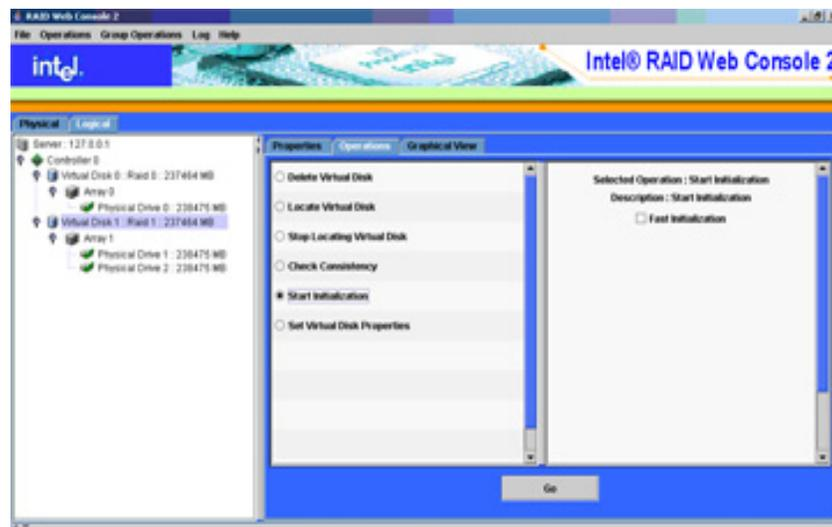 RAID Web Console 2
File Operations Group Operations Log Help
intel.
Intel® RAID Web Console 2
Physical Logical
Server: 127.0.0.1
Controller 0
Virtual Disk 0 : Raid 0 : 237464 MB
Array 0
Physical Drive 0 : 238475 MB
Virtual Disk 1 : Raid 1 : 237464 MB
Array 1
Physical Drive 1 : 238475 MB
Physical Drive 2 : 238475 MB
Properties Operations Graphical View
Delete Virtual Disk
Locate Virtual Disk
Stop Locating Virtual Disk
Check Consistency
Start Initialization
Set Virtual Disk Properties
Selected Operation : Start Initialization
Description : Start Initialization
Fast Initialization
Go